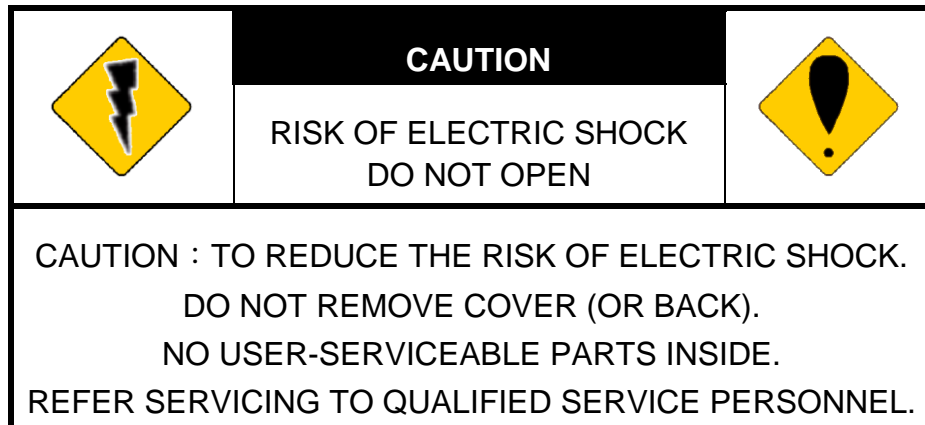 CAUTION
RISK OF ELECTRIC SHOCK
DO NOT OPEN
CAUTION：TO REDUCE THE RISK OF ELECTRIC SHOCK.
DO NOT REMOVE COVER (OR BACK).
NO USER-SERVICEABLE PARTS INSIDE.
REFER SERVICING TO QUALIFIED SERVICE PERSONNEL.